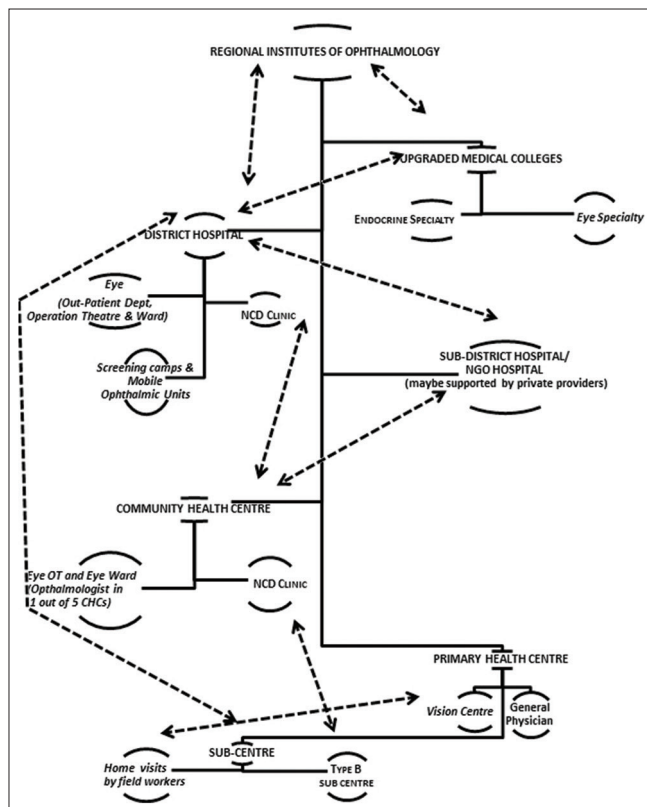 REGIONAL INSTITUTES OF OPHTHALMOLOGY
UPGRADED MEDICAL COLLEGES
ENDOCRINE SPECIALTY
Eye Specialty
DISTRICT HOSPITAL
Eye
(Out-Patient Dept,
Operation Theatre & Ward)
NCD CLINIC
Screening camps &
Mobile
Ophthalmic Units
SUB-DISTRICT HOSPITAL/
NGO HOSPITAL
(maybe supported by private providers)
COMMUNITY HEALTH CENTRE
Eye OT and Eye Ward
(Opthalmologist in
1 out of 5 CHCs)
NCD CLINIC
PRIMARY HEALTH CENTRE
Vision Centre
General
Physician
SUB-CENTRE
Home visits
by field workers
TYPE B
SUB CENTRE